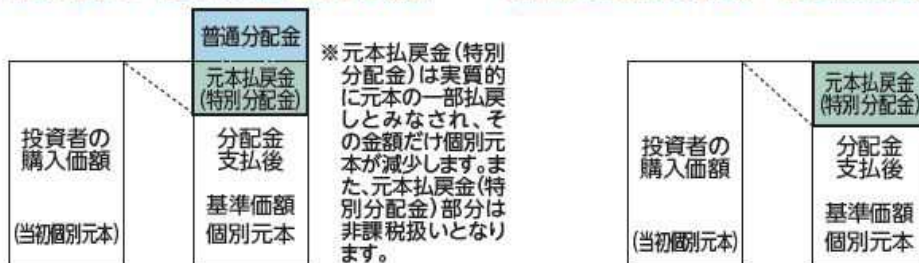 普通分配金
元本払戻金
(特別分配金)
投資者の
購入価額
(当初個別元本)
分配金
支払後
基準価額
個別元本
※元本払戻金(特別
分配金)は実質的
に元本の一部払戻
しとみなされ、そ
の金額だけ個別元
本が減少します。ま
た、元本払戻金(特
別分配金)部分は
非課税扱いとなり
ます。
投資者の
購入価額
(当初個別元本)
元本払戻金
(特別分配金)
分配金
支払後
基準価額
個別元本